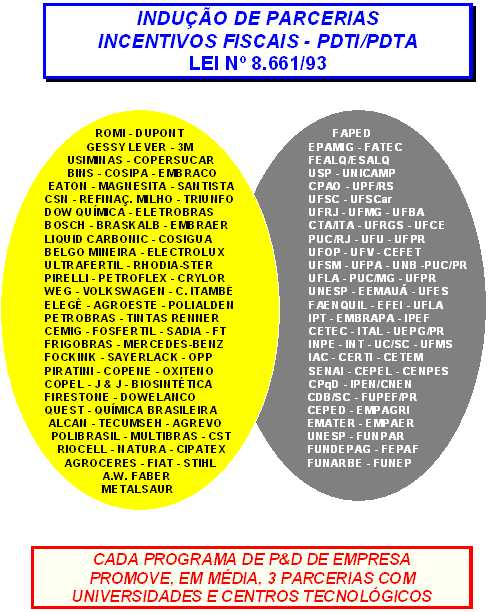 INDUÇÃO DE PARCERIAS
INCENTIVOS FISCAIS - PDTI/PDTA
LEI Nº 8.661/93
ROMI - DUPONT
GESSY LEVER - 3M
USIMINAS - COPERSUCAR
BINS - COSIPA - EMBRACO
EATON - MAGNESITA - SANTISTA
CSN - REFINAÇ. MILHO - TRIUNFO
DOW QUÍMICA - ELETROBRAS
BOSCH - BRASKALB - EMBRAER
LIQUID CARBONIC - COSIGUA
BELGO MINEIRA - ELECTROLUX
ULTRAFERTIL - RHODIA-STER
PIRELLI - PETROFLEX - CRYLOR
WEG - VOLKSWAGEN - C. ITAMBÉ
ELEGÊ - AGROESTE - POLIALDEN
PETROBRAS - TINTAS RENNER
CEMIG - FOSFERTIL - SADIA - FT
FRIGOBRAS - MERCEDES-BENZ
FOCKINK - SAYERLACK - OPP
PIRATINI - COPENE - OXITENO
COPEL - J & J - BIOSINTÉTICA
FIRESTONE - DOWELANCO
QUEST - QUÍMICA BRASILEIRA
ALCAN - TECUMSEH - AGREVO
POLIBRASIL - MULTIBRAS - CST
RIOCELL - NATURA - CIPATEX
AGROCERES - FIAT - STIHL
A.W. FABER
METALSAUR
FAPED
EPAMIG - FATEC
FEALQ/ESALQ
USP - UNICAMP
CPAO - UPF/RS
UFSC - UFSCar
UFRJ - UFMG - UFBA
CTA/ITA - UFRGS - UFCE
PUC/RJ - UFU - UFPR
UFOP - UFV - CEFET
UFSM - UFPA - UNB -PUC/PR
UFLA - PUC/MG - UFPR
UNESP - EEMAUÁ - UFES
FAENQUIL - EFEI - UFLA
IPT - EMBRAPA - IPEF
CETEC - ITAL - UEPG/PR
INPE - INT - UC/SC - UFMS
IAC - CERTI - CETEM
SENAI - CEPEL - CENPES
CPqD - IPEN/CNEN
CDB/SC - FUPEF/PR
CEPED - EMPAGRI
EMATER - EMPAER
UNESP - FUNPAR
FUNDEPAG - FEPAF
FUNARBE - FUNEP
CADA PROGRAMA DE P&D DE EMPRESA
PROMOVE, EM MÉDIA, 3 PARCERIAS COM
UNIVERSIDADES E CENTROS TECNOLÓGICOS